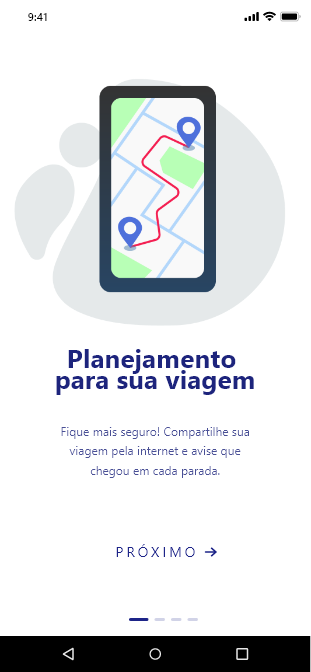 9:41
Planejamento
para sua viagem
Fique mais seguro! Compartilhe sua
viagem pela internet e avise que
chegou em cada parada.
PRÓXIMO →